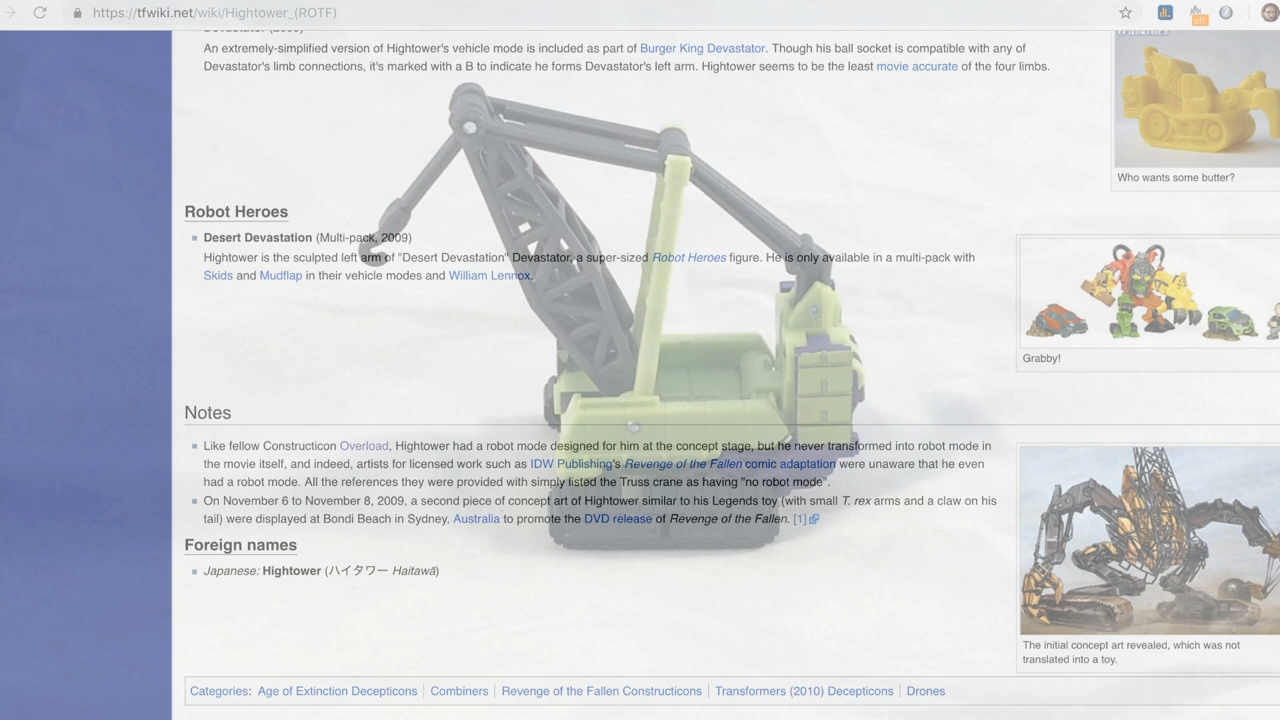 https://tfwiki.net/wiki/Hightower_(ROTF)
off
An extremely-simplified version of Hightower's vehicle mode is included as part of Burger King Devastator. Though his ball socket is compatible with any of
Devastator's limb connections, it's marked with a B to indicate he forms Devastator's left arm. Hightower seems to be the least movie accurate of the four limbs.
Who wants some butter?
Robot Heroes
Desert Devastation (Multi-pack, 2009)
Hightower is the sculpted left arm of "Desert Devastation" Devastator, a super-sized Robot Heroes figure. He is only available in a multi-pack with
Skids and Mudflap in their vehicle modes and William Lennox.
Grabby!
Notes
Like fellow Constructicon Overload, Hightower had a robot mode designed for him at the concept stage, but he never transformed into robot mode in
the movie itself, and indeed, artists for licensed work such as IDW Publishing's Revenge of the Fallen comic adaptation were unaware that he even
had a robot mode. All the references they were provided with simply listed the Truss crane as having "no robot mode".
On November 6 to November 8, 2009, a second piece of concept art of Hightower similar to his Legends toy (with small T. rex arms and a claw on his
tail) were displayed at Bondi Beach in Sydney, Australia to promote the DVD release of Revenge of the Fallen. [1]
The initial concept art revealed, which was not
translated into a toy.
Foreign names
Japanese: Hightower (ハイタワー Haitawā)
Categories: Age of Extinction Decepticons | Combiners | Revenge of the Fallen Constructicons | Transformers (2010) Decepticons | Drones